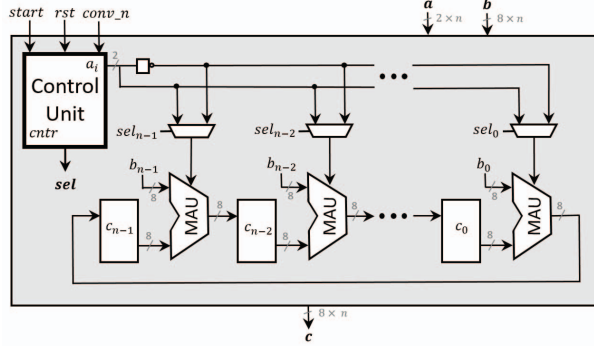 start rst conv_n
a b
2 × n 8 × n
a_i 2
Control
Unit
cntr
sel
sel_{n-1} sel_{n-2} sel_0
b_{n-1} b_{n-2} b_0
8 8 8
MAU MAU MAU
8 8
c_{n-1} c_{n-2} c_0
8 8 8
8 × n
c